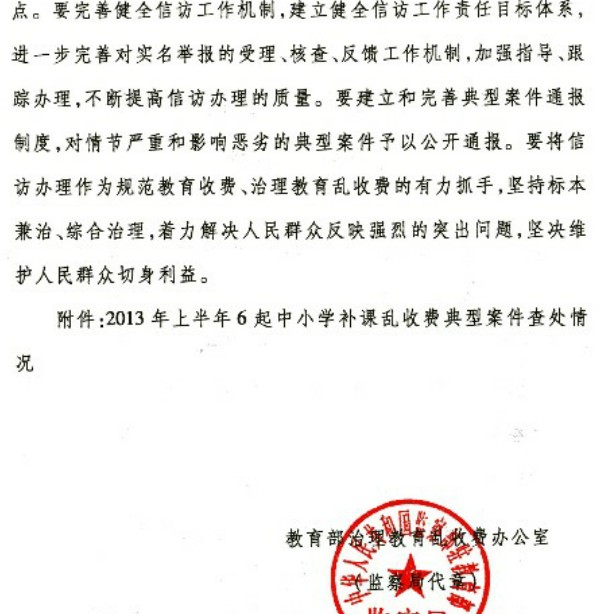 点。要完善健全信访工作机制,建立健全信访工作责任目标体系,
进一步完善对实名举报的受理、核查、反馈工作机制,加强指导、跟
踪办理,不断提高信访办理的质量。要建立和完善典型案件通报
制度,对情节严重和影响恶劣的典型案件予以公开通报。要将信
访办理作为规范教育收费、治理教育乱收费的有力抓手,坚持标本
兼治、综合治理,着力解决人民群众反映强烈的突出问题,坚决维
护人民群众切身利益。
附件:2013年上半年6起中小学补课乱收费典型案件查处情
况
教育部治理教育乱收费办公室
(监察局代章)